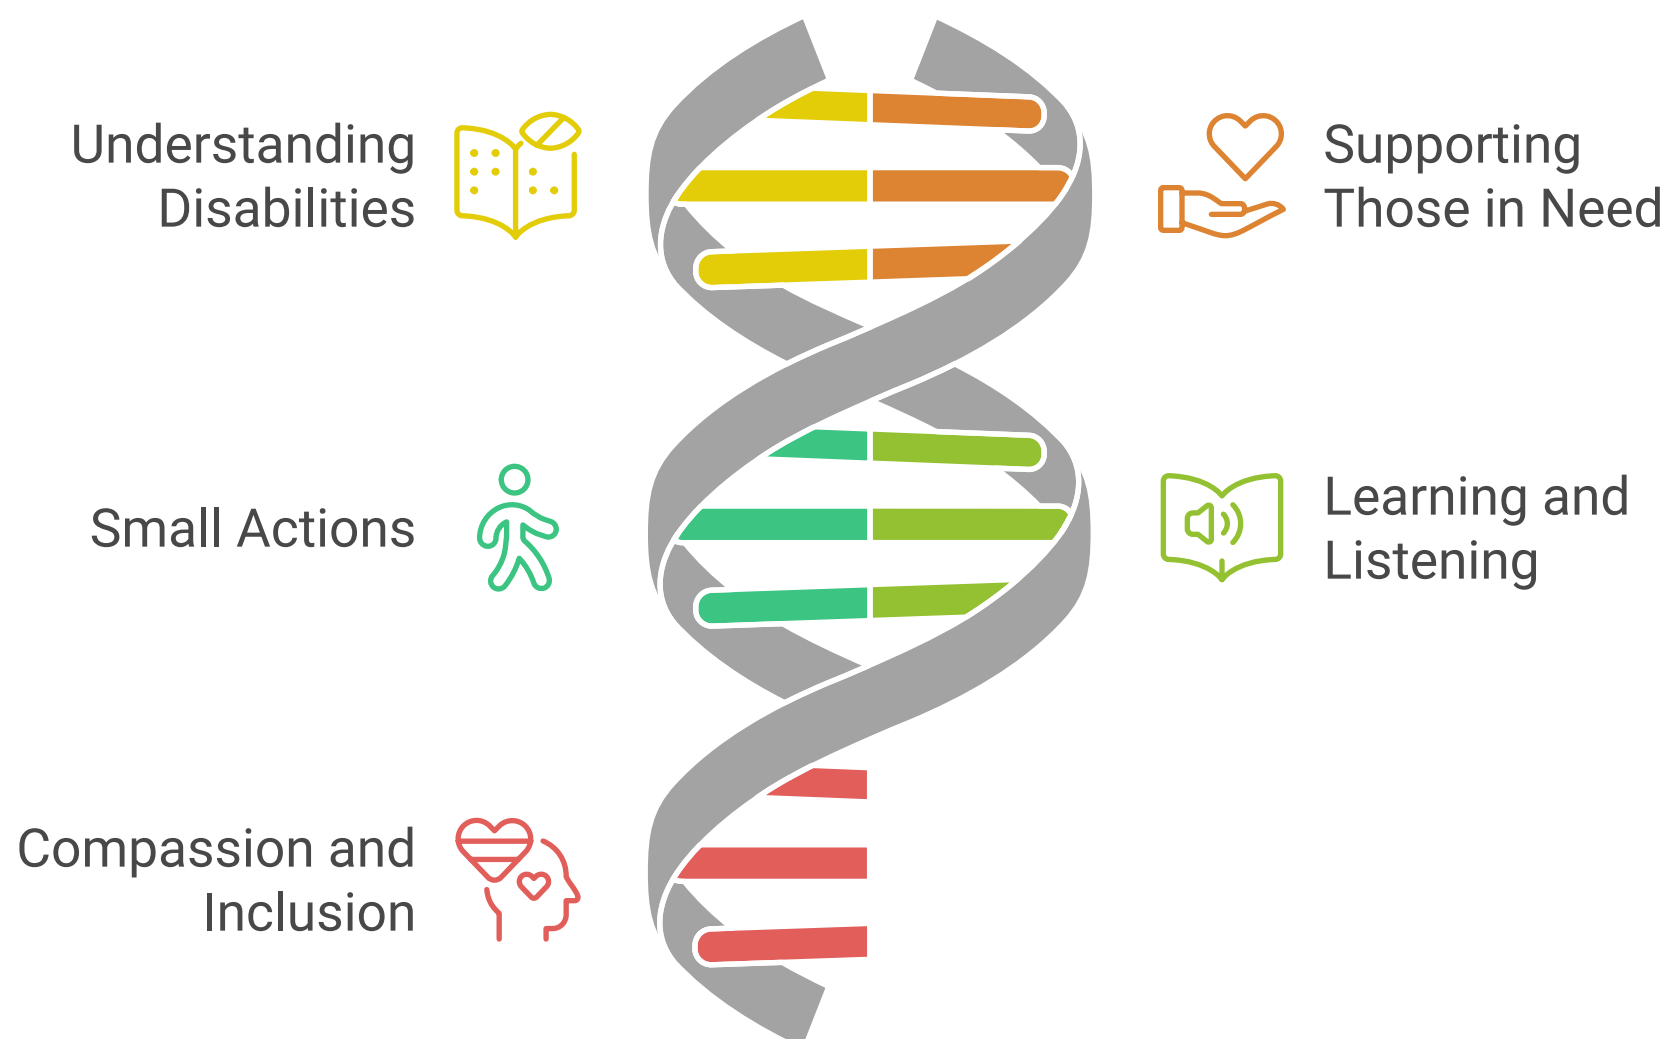 Understanding
Disabilities
Supporting
Those in Need
Small Actions
Learning and
Listening
Compassion and
Inclusion